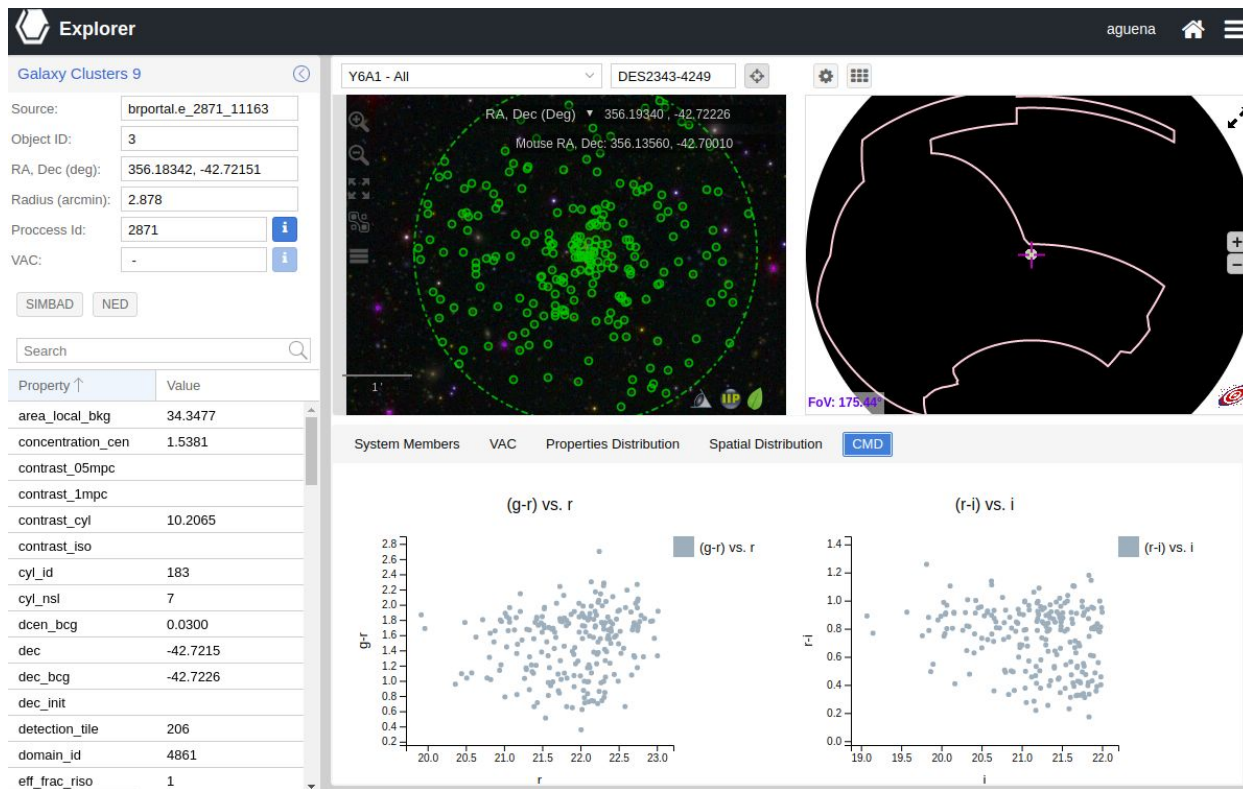 Explorer
aguena
Galaxy Clusters 9
Source: brportal.e_2871_11163
Object ID: 3
RA, Dec (deg): 356.18342, -42.72151
Radius (arcmin): 2.878
Proccess Id: 2871 i
VAC: - i
SIMBAD NED
Search
Property Value
area_local_bkg 34.3477
concentration_cen 1.5381
contrast_05mpc
contrast_1mpc
contrast_cyl 10.2065
contrast_iso
cyl_id 183
cyl_nsl 7
dcen_bcg 0.0300
dec -42.7215
dec_bcg -42.7226
dec_init
detection_tile 206
domain_id 4861
eff_frac_riso 1
Y6A1 - All DES2343-4249
RA, Dec (Deg) 356.19340 , -42.72226
Mouse RA, Dec: 356.13560, -42.70010
1'
IIP
+
−
FoV: 175.44°
System Members VAC Properties Distribution Spatial Distribution CMD
(g-r) vs. r
(g-r) vs. r
2.8
2.6
2.4
2.2
2.0
1.8
1.6
1.4
1.2
1.0
0.8
0.6
0.4
0.2
g-r
20.0 20.5 21.0 21.5 22.0 22.5 23.0
r
(r-i) vs. i
(r-i) vs. i
1.4
1.2
1.0
0.8
0.6
0.4
0.2
0.0
r-i
19.0 19.5 20.0 20.5 21.0 21.5 22.0
i